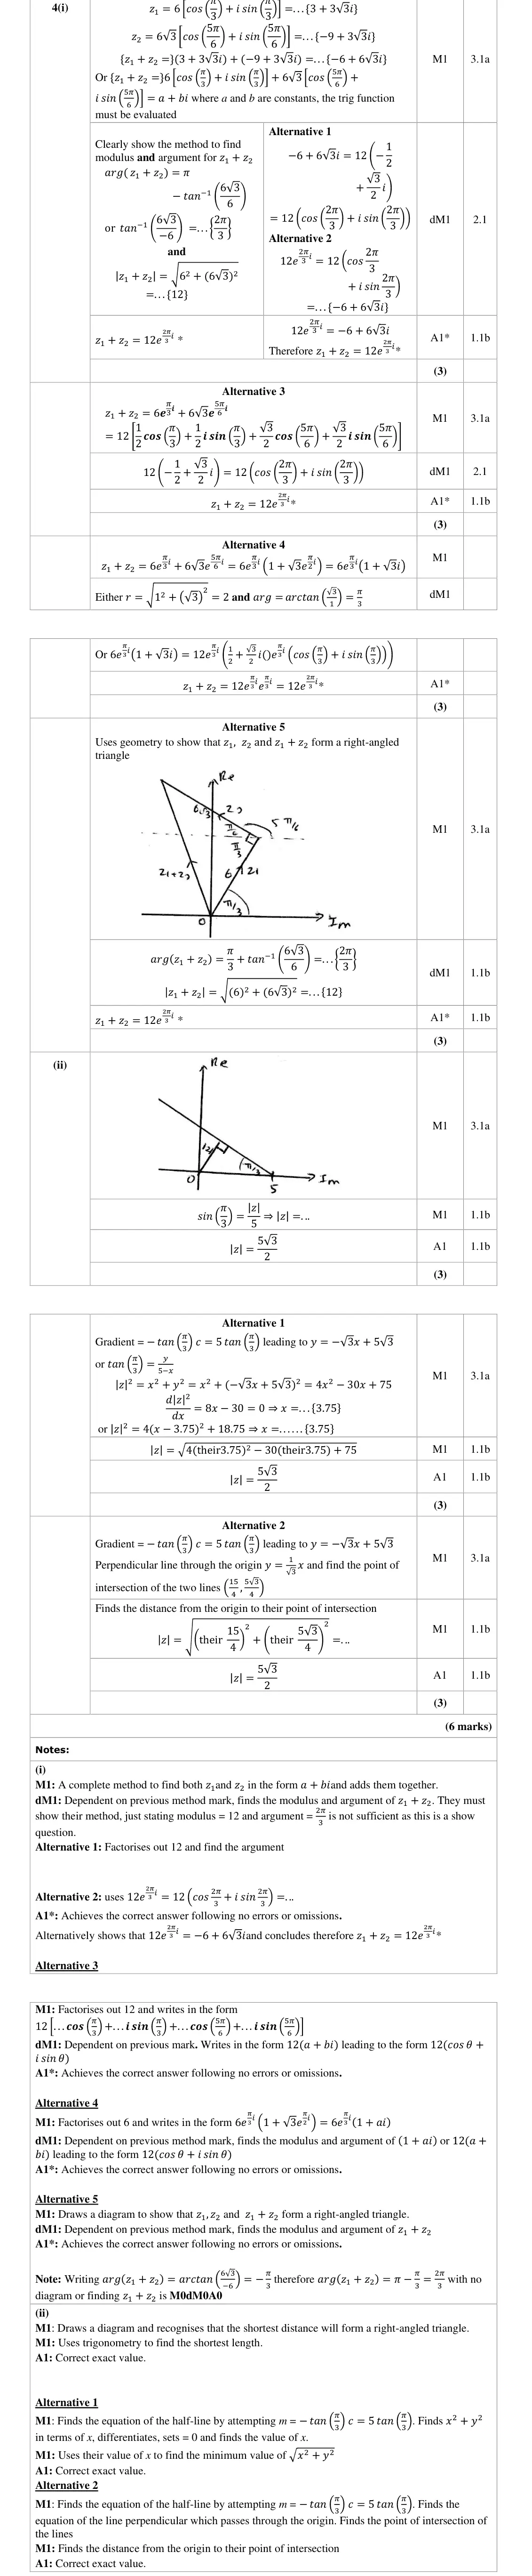 4(i)
z₁ = 6 [cos (π/3) + i sin (π/3)] = ...{3 + 3√3i}
z₂ = 6√3 [cos (5π/6) + i sin (5π/6)] = ...{−9 + 3√3i}
{z₁ + z₂ =}(3 + 3√3i) + (−9 + 3√3i) = ...{−6 + 6√3i}
Or {z₁ + z₂ =}6 [cos (π/3) + i sin (π/3)] + 6√3 [cos (5π/6) +
i sin (5π/6)] = a + bi where a and b are constants, the trig function
must be evaluated
M1 3.1a
Clearly show the method to find
modulus and argument for z₁ + z₂
arg(z₁ + z₂) = π
− tan⁻¹ (6√3/6)
or tan⁻¹ (6√3/−6) = ...{2π/3}
and
|z₁ + z₂| = √(6² + (6√3)²)
= ...{12}
Alternative 1
−6 + 6√3i = 12 (−1/2
+ √3/2 i)
= 12 (cos (2π/3) + i sin (2π/3))
Alternative 2
12e^(2π/3 i) = 12 (cos 2π/3
+ i sin 2π/3)
= ...{−6 + 6√3i}
dM1 2.1
z₁ + z₂ = 12e^(2π/3 i) *
12e^(2π/3 i) = −6 + 6√3i
Therefore z₁ + z₂ = 12e^(2π/3 i)*
A1* 1.1b
(3)
Alternative 3
z₁ + z₂ = 6e^(π/3 i) + 6√3e^(5π/6 i)
= 12 [1/2 cos (π/3) + 1/2 i sin (π/3) + √3/2 cos (5π/6) + √3/2 i sin (5π/6)]
M1 3.1a
12 (−1/2 + √3/2 i) = 12 (cos (2π/3) + i sin (2π/3))
dM1 2.1
z₁ + z₂ = 12e^(2π/3 i)*
A1* 1.1b
(3)
Alternative 4
z₁ + z₂ = 6e^(π/3 i) + 6√3e^(5π/6 i) = 6e^(π/3 i) (1 + √3e^(π/2 i)) = 6e^(π/3 i)(1 + √3i)
M1
Either r = √(1² + (√3)²) = 2 and arg = arctan (√3/1) = π/3
dM1
Or 6e^(π/3 i)(1 + √3i) = 12e^(π/3 i) (1/2 + √3/2 i()e^(π/3 i) (cos (π/3) + i sin (π/3)))
z₁ + z₂ = 12e^(π/3 i)e^(π/3 i) = 12e^(2π/3 i)*
A1*
(3)
Alternative 5
Uses geometry to show that z₁, z₂ and z₁ + z₂ form a right-angled
triangle
Re
6√3
z₂
5π/6
π/6
π/3
z₁+z₂
6
z₁
π/3
O
Im
M1 3.1a
arg(z₁ + z₂) = π/3 + tan⁻¹ (6√3/6) = ...{2π/3}
|z₁ + z₂| = √((6)² + (6√3)²) = ...{12}
dM1 1.1b
z₁ + z₂ = 12e^(2π/3 i) *
A1* 1.1b
(3)
(ii)
Re
|z|
π/3
O
5
Im
M1 3.1a
sin (π/3) = |z|/5 ⇒ |z| = ...
M1 1.1b
|z| = 5√3/2
A1 1.1b
(3)
Alternative 1
Gradient = − tan (π/3) c = 5 tan (π/3) leading to y = −√3x + 5√3
or tan (π/3) = y/(5−x)
|z|² = x² + y² = x² + (−√3x + 5√3)² = 4x² − 30x + 75
d|z|²/dx = 8x − 30 = 0 ⇒ x = ...{3.75}
or |z|² = 4(x − 3.75)² + 18.75 ⇒ x = ......{3.75}
M1 3.1a
|z| = √(4(their3.75)² − 30(their3.75) + 75)
M1 1.1b
|z| = 5√3/2
A1 1.1b
(3)
Alternative 2
Gradient = − tan (π/3) c = 5 tan (π/3) leading to y = −√3x + 5√3
Perpendicular line through the origin y = 1/√3 x and find the point of
intersection of the two lines (15/4, 5√3/4)
M1 3.1a
Finds the distance from the origin to their point of intersection
|z| = √((their 15/4)² + (their 5√3/4)²) = ...
M1 1.1b
|z| = 5√3/2
A1 1.1b
(3)
(6 marks)
Notes:
(i)
M1: A complete method to find both z₁and z₂ in the form a + biand adds them together.
dM1: Dependent on previous method mark, finds the modulus and argument of z₁ + z₂. They must
show their method, just stating modulus = 12 and argument = 2π/3 is not sufficient as this is a show
question.
Alternative 1: Factorises out 12 and find the argument
Alternative 2: uses 12e^(2π/3 i) = 12 (cos 2π/3 + i sin 2π/3) = ...
A1*: Achieves the correct answer following no errors or omissions.
Alternatively shows that 12e^(2π/3 i) = −6 + 6√3iand concludes therefore z₁ + z₂ = 12e^(2π/3 i)*
Alternative 3
M1: Factorises out 12 and writes in the form
12 [... cos (π/3) +... i sin (π/3) +... cos (5π/6) +... i sin (5π/6)]
dM1: Dependent on previous mark. Writes in the form 12(a + bi) leading to the form 12(cos θ +
i sin θ)
A1*: Achieves the correct answer following no errors or omissions.
Alternative 4
M1: Factorises out 6 and writes in the form 6e^(π/3 i) (1 + √3e^(π/2 i)) = 6e^(π/3 i)(1 + ai)
dM1: Dependent on previous method mark, finds the modulus and argument of (1 + ai) or 12(a +
bi) leading to the form 12(cos θ + i sin θ)
A1*: Achieves the correct answer following no errors or omissions.
Alternative 5
M1: Draws a diagram to show that z₁, z₂ and z₁ + z₂ form a right-angled triangle.
dM1: Dependent on previous method mark, finds the modulus and argument of z₁ + z₂
A1*: Achieves the correct answer following no errors or omissions.
Note: Writing arg(z₁ + z₂) = arctan (6√3/−6) = −π/3 therefore arg(z₁ + z₂) = π − π/3 = 2π/3 with no
diagram or finding z₁ + z₂ is M0dM0A0
(ii)
M1: Draws a diagram and recognises that the shortest distance will form a right-angled triangle.
M1: Uses trigonometry to find the shortest length.
A1: Correct exact value.
Alternative 1
M1: Finds the equation of the half-line by attempting m = − tan (π/3) c = 5 tan (π/3). Finds x² + y²
in terms of x, differentiates, sets = 0 and finds the value of x.
M1: Uses their value of x to find the minimum value of √(x² + y²)
A1: Correct exact value.
Alternative 2
M1: Finds the equation of the half-line by attempting m = − tan (π/3) c = 5 tan (π/3). Finds the
equation of the line perpendicular which passes through the origin. Finds the point of intersection of
the lines
M1: Finds the distance from the origin to their point of intersection
A1: Correct exact value.